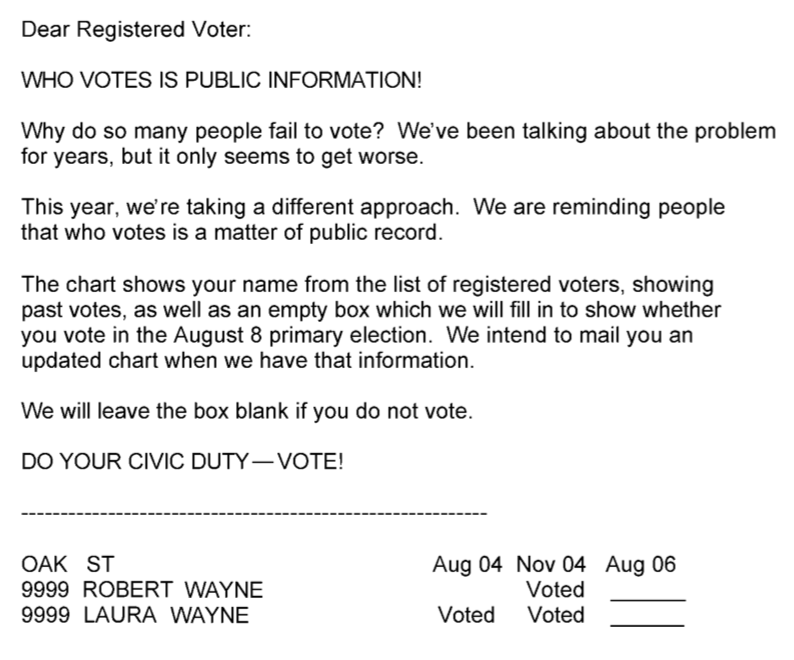 Dear Registered Voter:
WHO VOTES IS PUBLIC INFORMATION!
Why do so many people fail to vote?  We've been talking about the problem
for years, but it only seems to get worse.
This year, we're taking a different approach.  We are reminding people
that who votes is a matter of public record.
The chart shows your name from the list of registered voters, showing
past votes, as well as an empty box which we will fill in to show whether
you vote in the August 8 primary election.  We intend to mail you an
updated chart when we have that information.
We will leave the box blank if you do not vote.
DO YOUR CIVIC DUTY—VOTE!
------------------------------------------------------------
OAK ST Aug 04 Nov 04 Aug 06
9999 ROBERT WAYNE Voted ______
9999 LAURA WAYNE Voted Voted ______